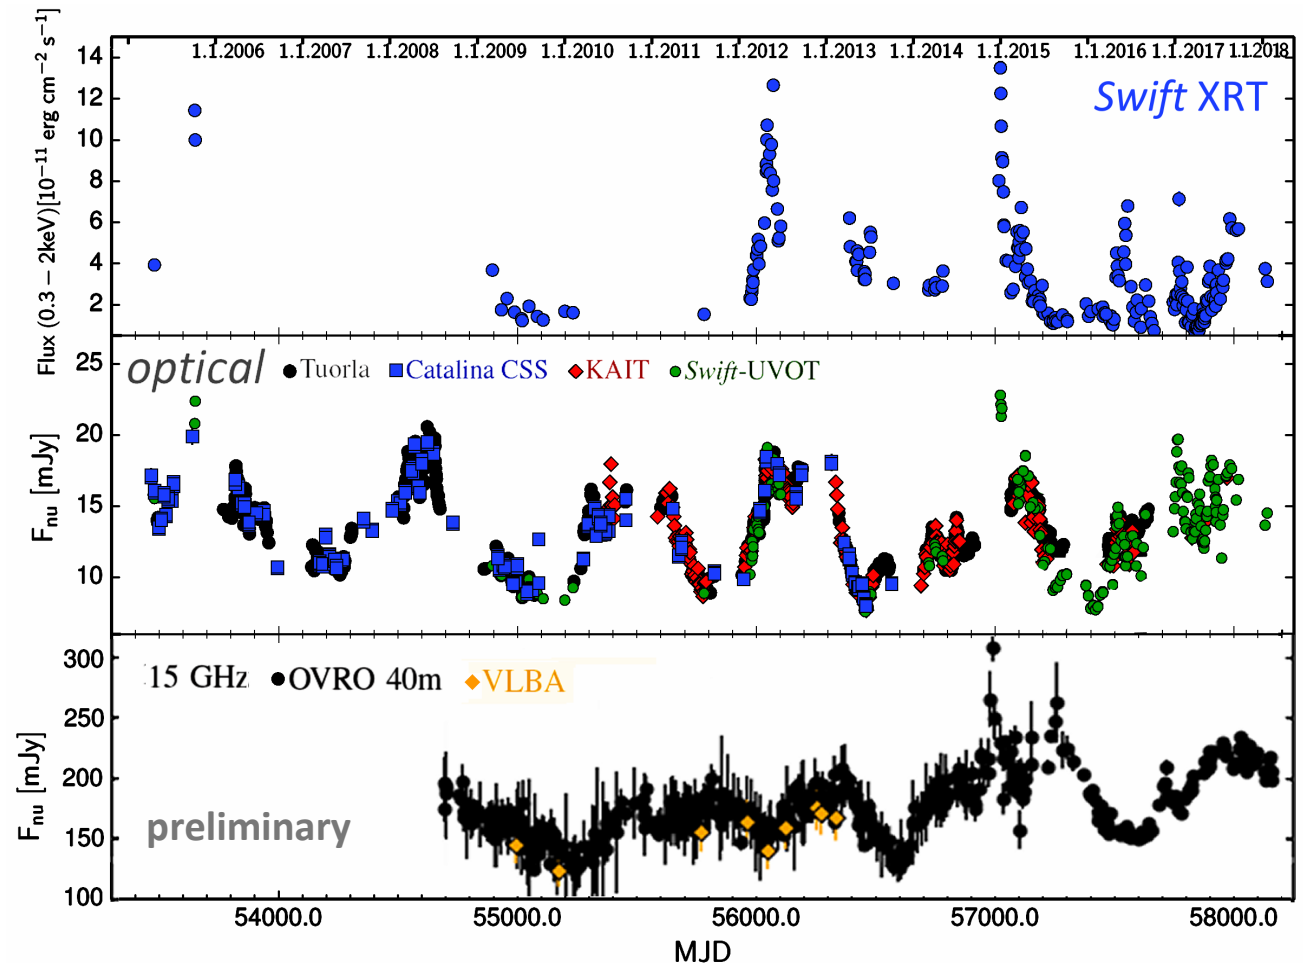 1.1.2006 1.1.2007 1.1.2008 1.1.2009 1.1.2010 1.1.2011 1.1.2012 1.1.2013 1.1.2014 1.1.2015 1.1.2016 1.1.2017 1.1.2018
Flux (0.3 − 2keV)[10⁻¹¹ erg cm⁻² s⁻¹]
14
12
10
8
6
4
2
Swift XRT
optical Tuorla Catalina CSS KAIT Swift-UVOT
F_nu [mJy]
25
20
15
10
15 GHz OVRO 40m VLBA
F_nu [mJy]
300
250
200
150
100
preliminary
54000.0 55000.0 56000.0 57000.0 58000.0
MJD